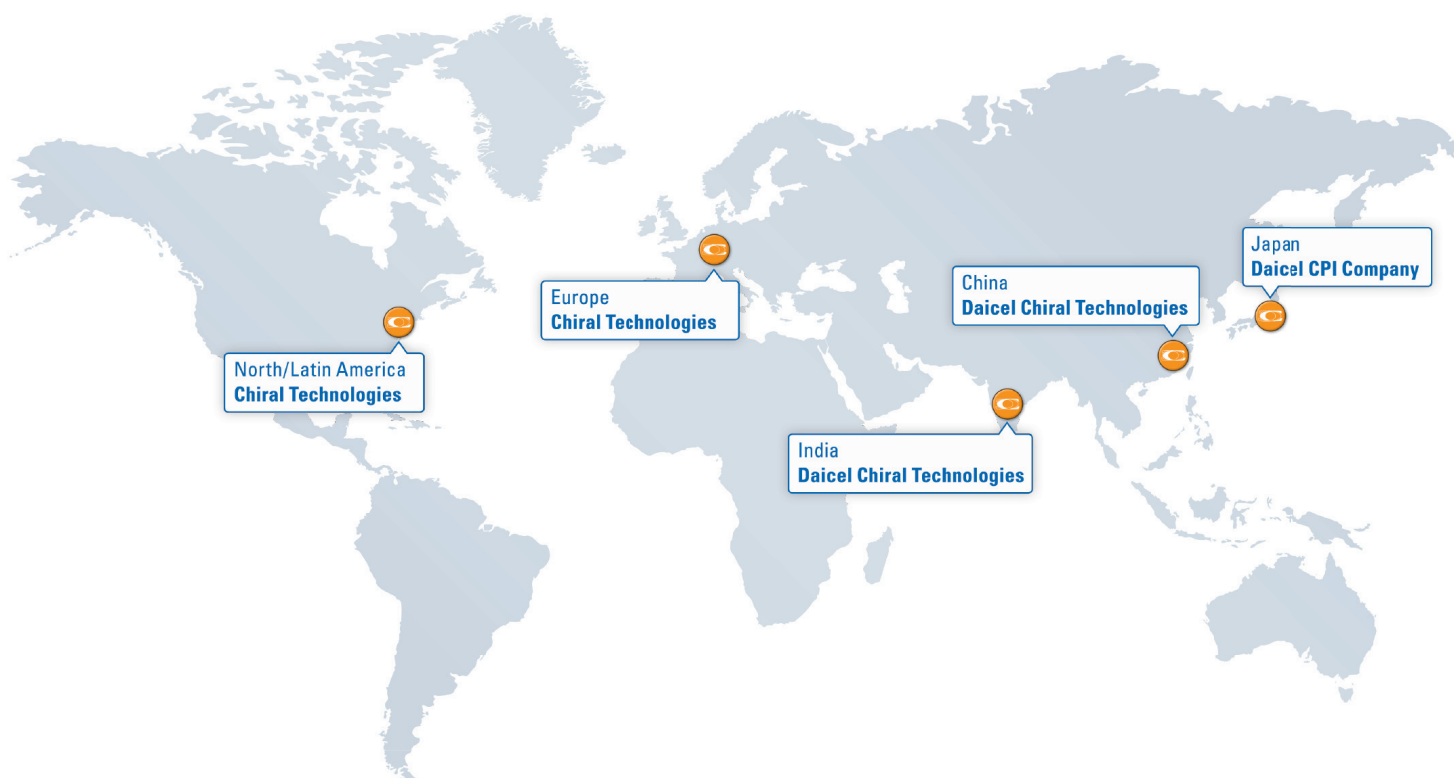 Japan
Daicel CPI Company
China
Daicel Chiral Technologies
Europe
Chiral Technologies
North/Latin America
Chiral Technologies
India
Daicel Chiral Technologies